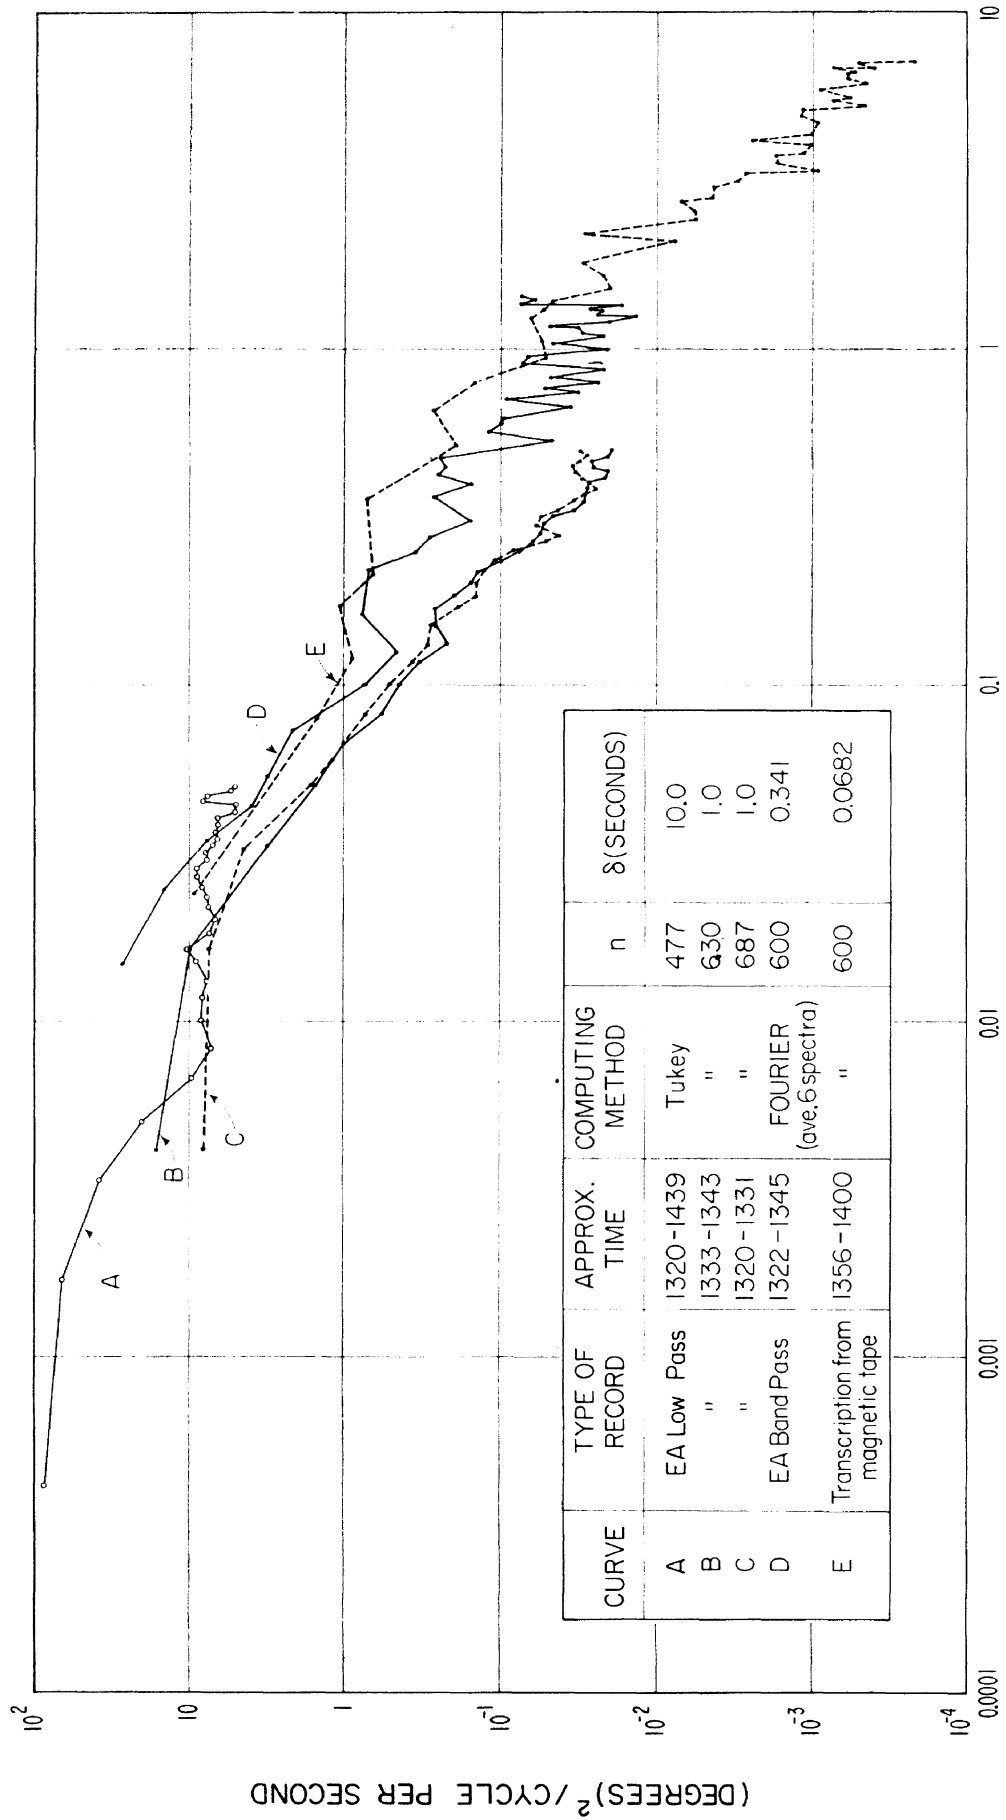 (DEGREES)² / CYCLE PER SECOND
10²
10
1
10⁻¹
10⁻²
10⁻³
10⁻⁴
A
B
C
D
E
CURVE TYPE OF RECORD APPROX. TIME COMPUTING METHOD n δ(SECONDS)
A EA Low Pass 1320-1439 Tukey 477 10.0
B " 1333-1343 " 630 1.0
C " 1320-1331 " 687 1.0
D EA Band Pass 1322-1345 FOURIER (ave.6 spectra) 600 0.341
E Transcription from magnetic tape 1356-1400 " 600 0.0682
0.0001 0.001 0.01 0.1 1 10